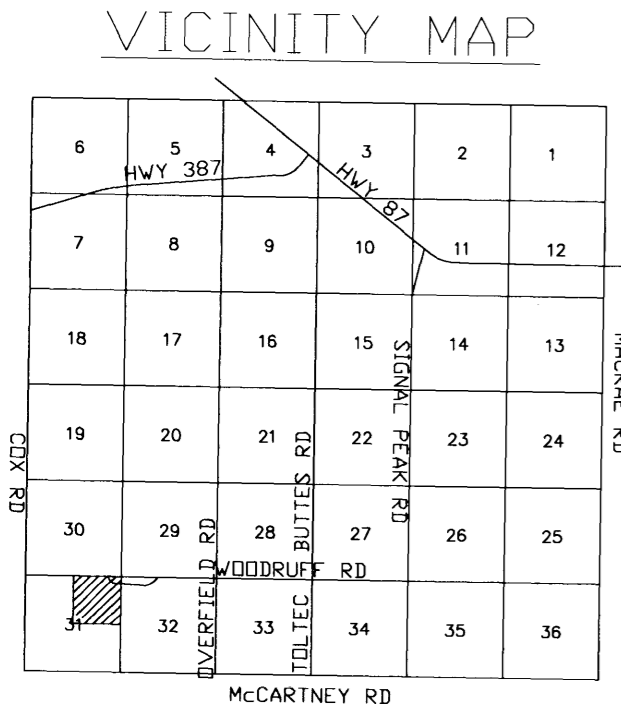 VICINITY MAP
6 5 4 3 2 1
HWY 387
HWY 87
7 8 9 10 11 12
18 17 16 15 14 13
SIGNAL PEAK RD
MACRAE RD
19 20 21 22 23 24
COX RD
TOLTEC BUTTES RD
30 29 28 27 26 25
OVERFIELD RD
WOODRUFF RD
31 32 33 34 35 36
McCARTNEY RD